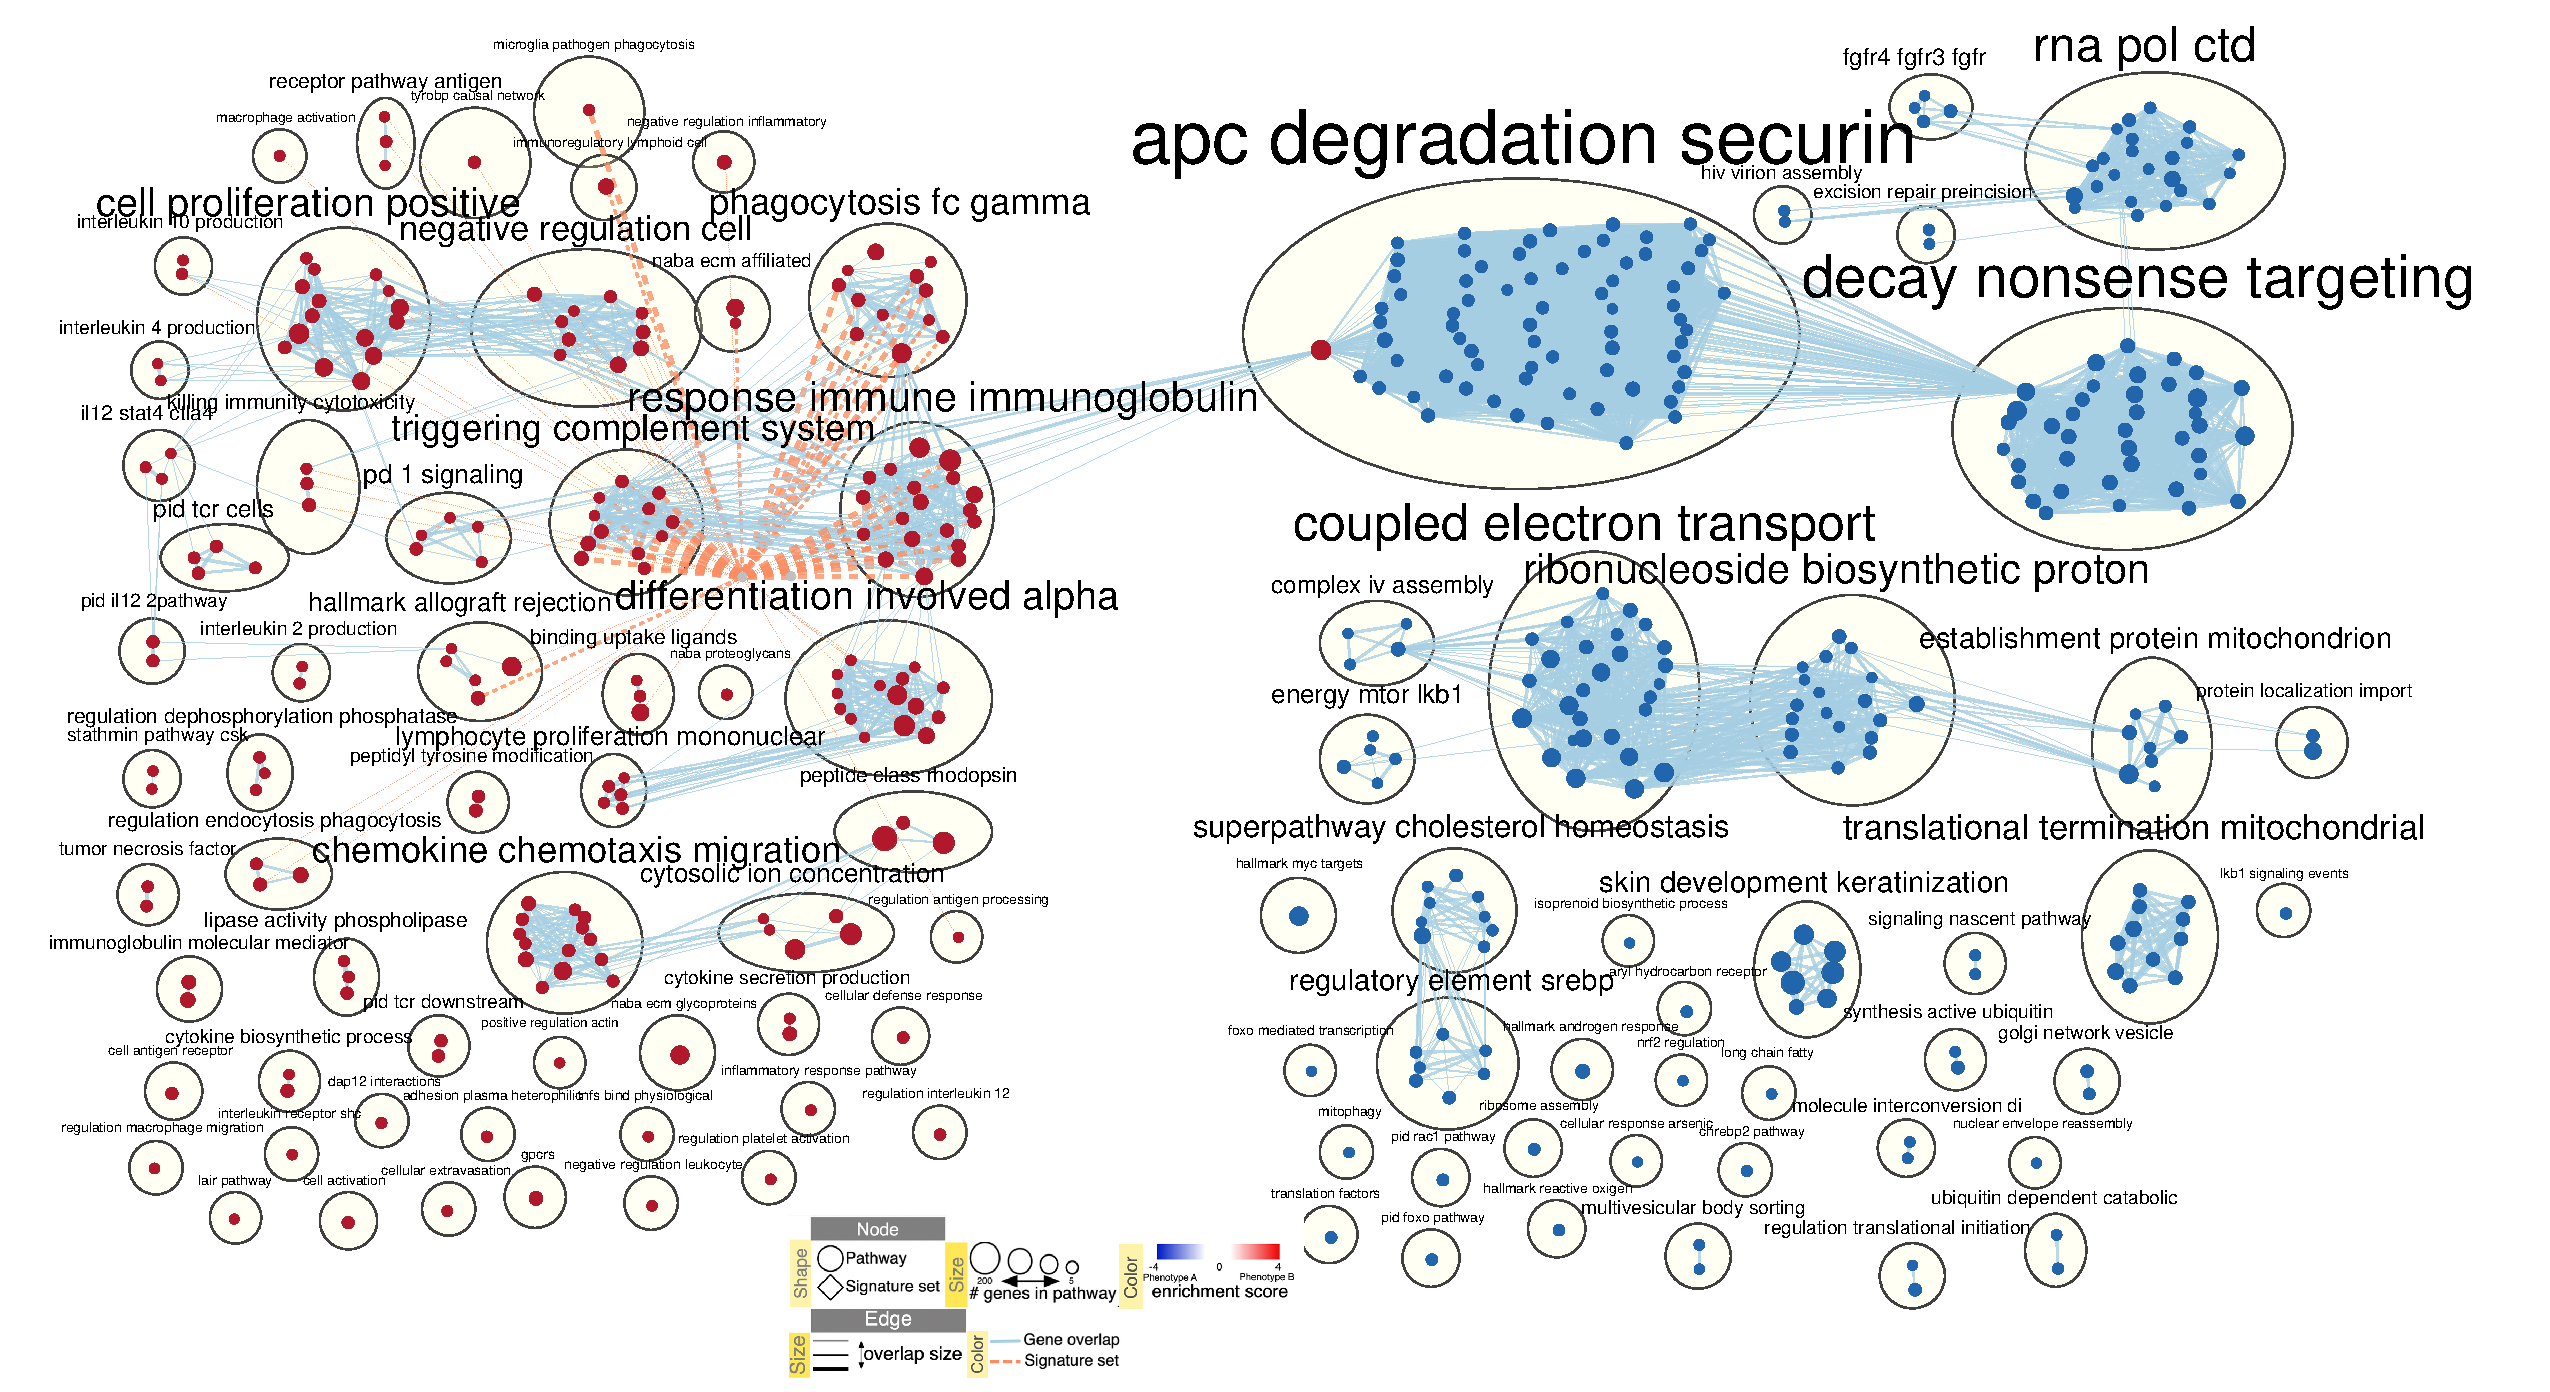 microglia pathogen phagocytosis
receptor pathway antigen
tyrobp causal network
macrophage activation
negative regulation inflammatory
immunoregulatory lymphoid cell
cell proliferation positive
phagocytosis fc gamma
interleukin 10 production
negative regulation cell
naba ecm affiliated
interleukin 4 production
killing immunity cytotoxicity
il12 stat4 ctla4
response immune immunoglobulin
triggering complement system
pd 1 signaling
pid tcr cells
pid il12 2pathway
hallmark allograft rejection
differentiation involved alpha
interleukin 2 production
binding uptake ligands
naba proteoglycans
regulation dephosphorylation phosphatase
stathmin pathway csk
lymphocyte proliferation mononuclear
peptidyl tyrosine modification
peptide class rhodopsin
regulation endocytosis phagocytosis
tumor necrosis factor
chemokine chemotaxis migration
cytosolic ion concentration
regulation antigen processing
lipase activity phospholipase
immunoglobulin molecular mediator
cytokine secretion production
pid tcr downstream
naba ecm glycoproteins
cellular defense response
positive regulation actin
cytokine biosynthetic process
cell antigen receptor
inflammatory response pathway
dap12 interactions
adhesion plasma heterophilic
tnfs bind physiological
regulation interleukin 12
interleukin receptor shc
regulation macrophage migration
regulation platelet activation
gpcrs
negative regulation leukocyte
cellular extravasation
lair pathway
cell activation
fgfr4 fgfr3 fgfr
rna pol ctd
apc degradation securin
hiv virion assembly
excision repair preincision
decay nonsense targeting
coupled electron transport
ribonucleoside biosynthetic proton
complex iv assembly
establishment protein mitochondrion
energy mtor lkb1
protein localization import
superpathway cholesterol homeostasis
translational termination mitochondrial
hallmark myc targets
skin development keratinization
lkb1 signaling events
isoprenoid biosynthetic process
signaling nascent pathway
regulatory element srebp
aryl hydrocarbon receptor
synthesis active ubiquitin
foxo mediated transcription
hallmark androgen response
golgi network vesicle
nrf2 regulation
long chain fatty
mitophagy
ribosome assembly
molecule interconversion di
cellular response arsenic
chrebp2 pathway
nuclear envelope reassembly
pid rac1 pathway
translation factors
hallmark reactive oxigen
multivesicular body sorting
ubiquitin dependent catabolic
pid foxo pathway
regulation translational initiation
Node
Shape
Pathway
Signature set
Size
200
5
# genes in pathway
Color
-4
0
4
Phenotype A
Phenotype B
enrichment score
Edge
Size
overlap size
Color
Gene overlap
Signature set